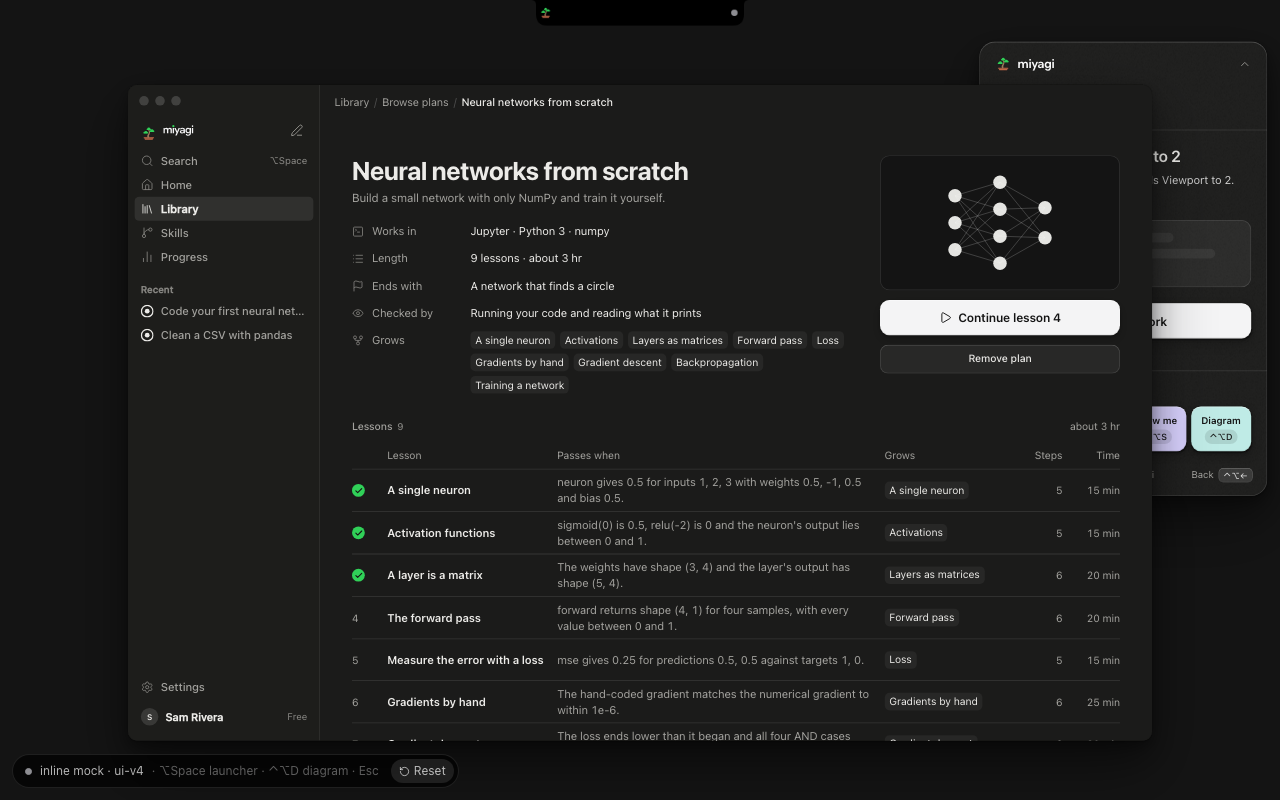 miyagi
miyagi
Search ⌥Space
Home
Library
Skills
Progress
Recent
Code your first neural net...
Clean a CSV with pandas
Settings
S Sam Rivera Free
Library / Browse plans / Neural networks from scratch
Neural networks from scratch
Build a small network with only NumPy and train it yourself.
Works in Jupyter · Python 3 · numpy
Length 9 lessons · about 3 hr
Ends with A network that finds a circle
Checked by Running your code and reading what it prints
Grows A single neuron Activations Layers as matrices Forward pass Loss
Gradients by hand Gradient descent Backpropagation
Training a network
Continue lesson 4
Remove plan
Lessons 9 about 3 hr
Lesson Passes when Grows Steps Time
A single neuron neuron gives 0.5 for inputs 1, 2, 3 with weights 0.5, -1, 0.5 A single neuron 5 15 min
and bias 0.5.
Activation functions sigmoid(0) is 0.5, relu(-2) is 0 and the neuron's output lies Activations 5 15 min
between 0 and 1.
A layer is a matrix The weights have shape (3, 4) and the layer's output has Layers as matrices 6 20 min
shape (5, 4).
4 The forward pass forward returns shape (4, 1) for four samples, with every Forward pass 6 20 min
value between 0 and 1.
5 Measure the error with a loss mse gives 0.25 for predictions 0.5, 0.5 against targets 1, 0. Loss 5 15 min
6 Gradients by hand The hand-coded gradient matches the numerical gradient to Gradients by hand 6 25 min
within 1e-6.
The loss ends lower than it began and all four AND cases
to 2
s Viewport to 2.
ork
w me
⌥S
Diagram
⌃⌥D
i Back ⌃⌥←
inline mock · ui-v4 · ⌥Space launcher · ⌃⌥D diagram · Esc Reset